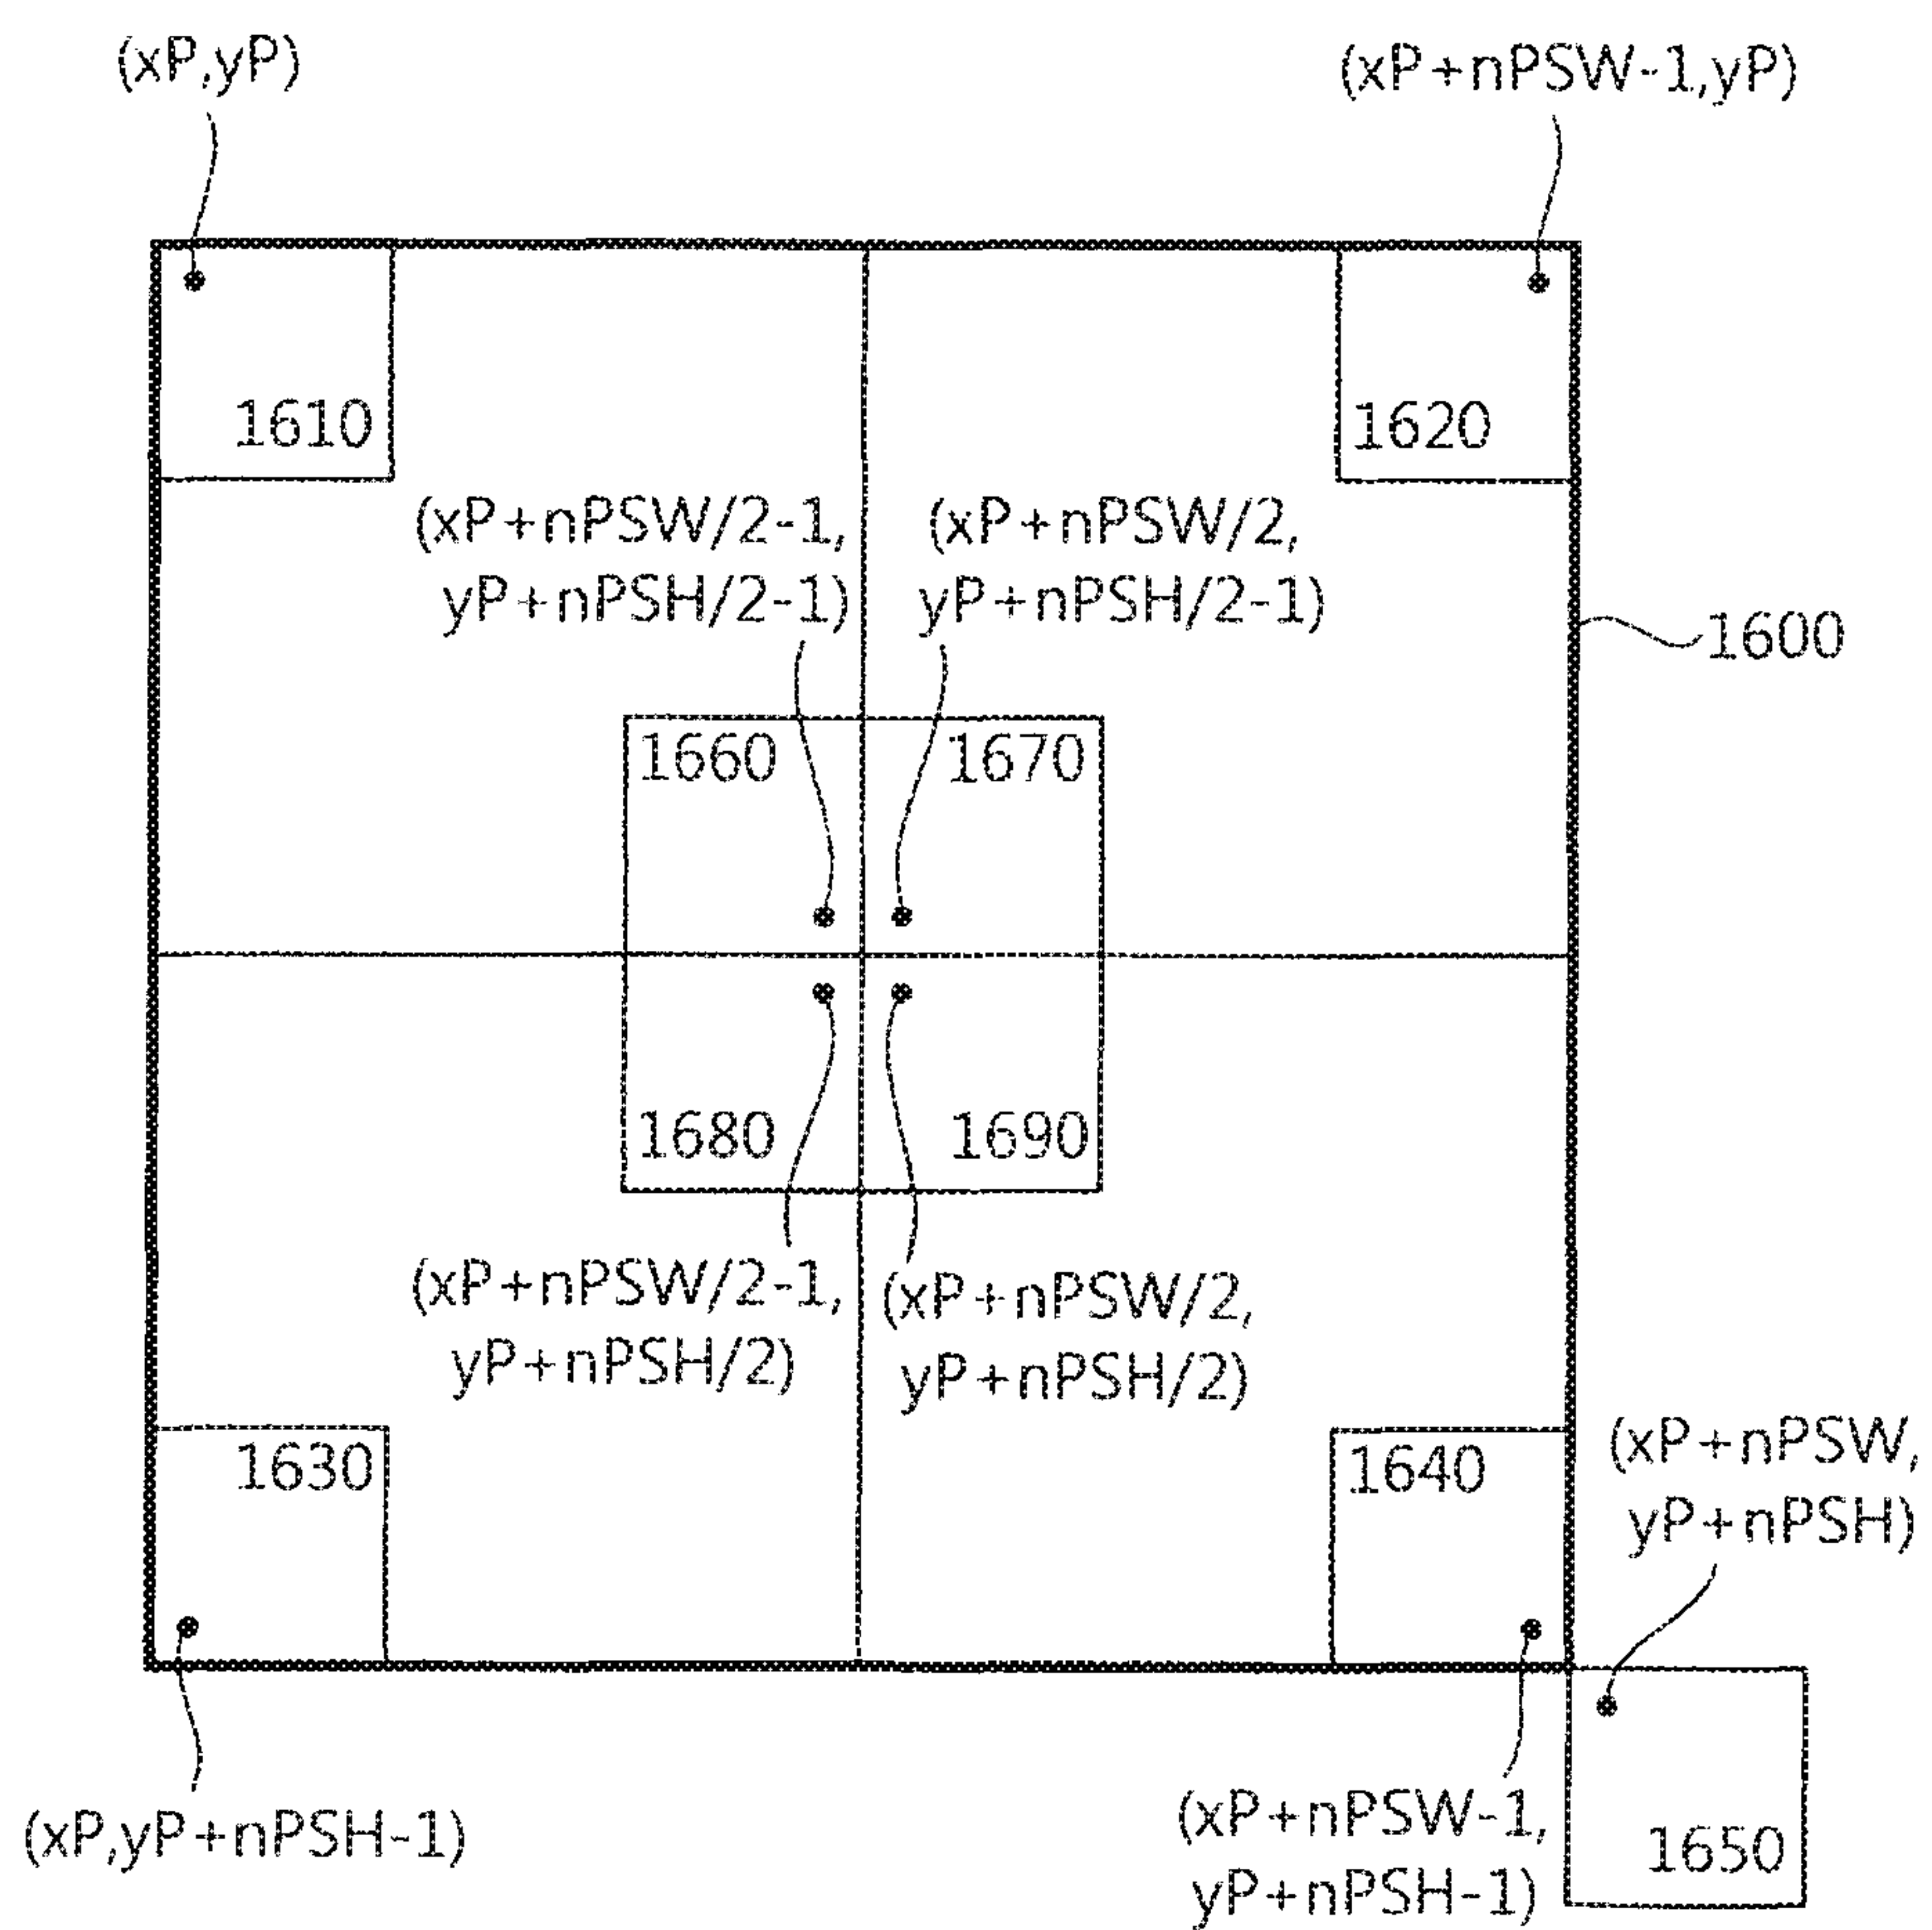 (xP,yP)
(xP+nPSW-1,yP)
1610
1620
(xP+nPSW/2-1,
yP+nPSH/2-1)
(xP+nPSW/2,
yP+nPSH/2-1)
1600
1660
1670
1680
1690
(xP+nPSW/2-1,
yP+nPSH/2)
(xP+nPSW/2,
yP+nPSH/2)
1630
1640
(xP+nPSW,
yP+nPSH)
(xP,yP+nPSH-1)
(xP+nPSW-1,
yP+nPSH-1)
1650